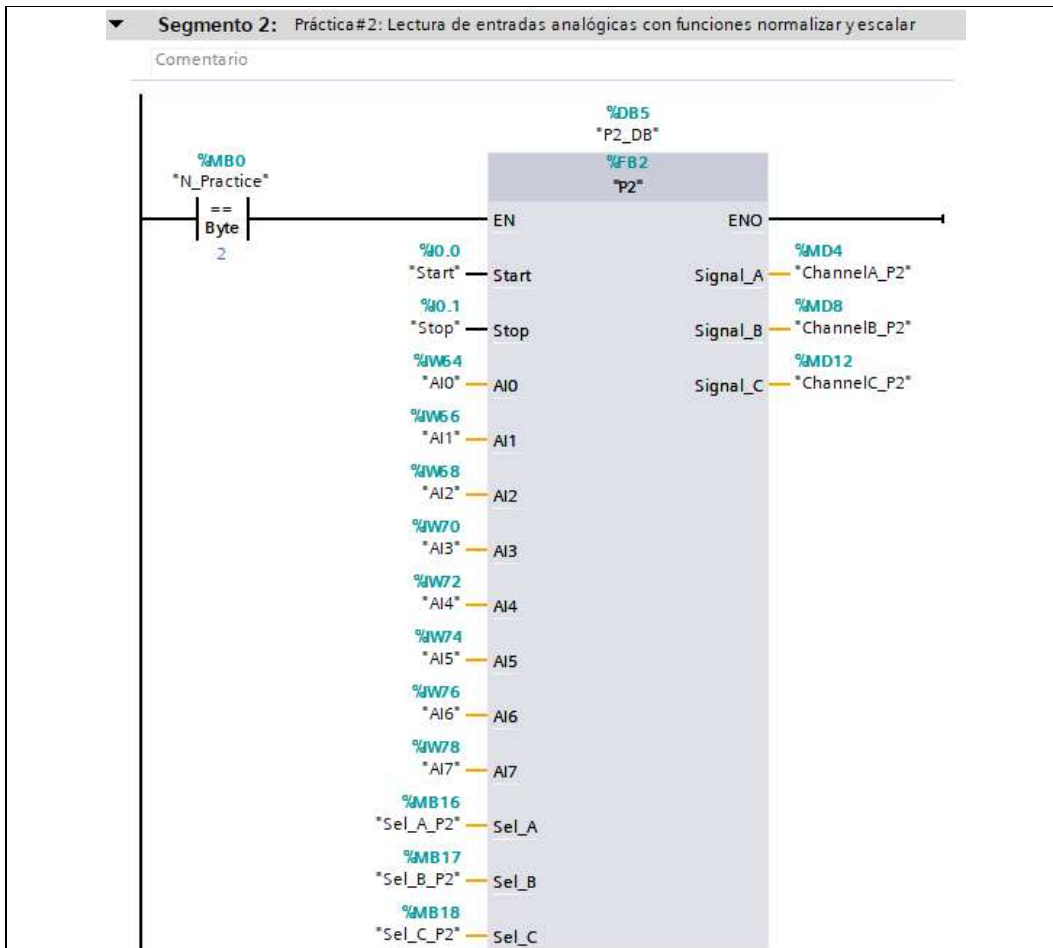 Segmento 2: Práctica#2: Lectura de entradas analógicas con funciones normalizar y escalar
Comentario
%DB5
"P2_DB"
%MB0
"N_Practice"
==
Byte
2
%FB2
"P2"
EN
ENO
%I0.0
"Start"
Start
%MD4
Signal_A
"ChannelA_P2"
%I0.1
"Stop"
Stop
%MD8
Signal_B
"ChannelB_P2"
%IW64
"AI0"
AI0
%MD12
Signal_C
"ChannelC_P2"
%IW66
"AI1"
AI1
%IW68
"AI2"
AI2
%IW70
"AI3"
AI3
%IW72
"AI4"
AI4
%IW74
"AI5"
AI5
%IW76
"AI6"
AI6
%IW78
"AI7"
AI7
%MB16
"Sel_A_P2"
Sel_A
%MB17
"Sel_B_P2"
Sel_B
%MB18
"Sel_C_P2"
Sel_C